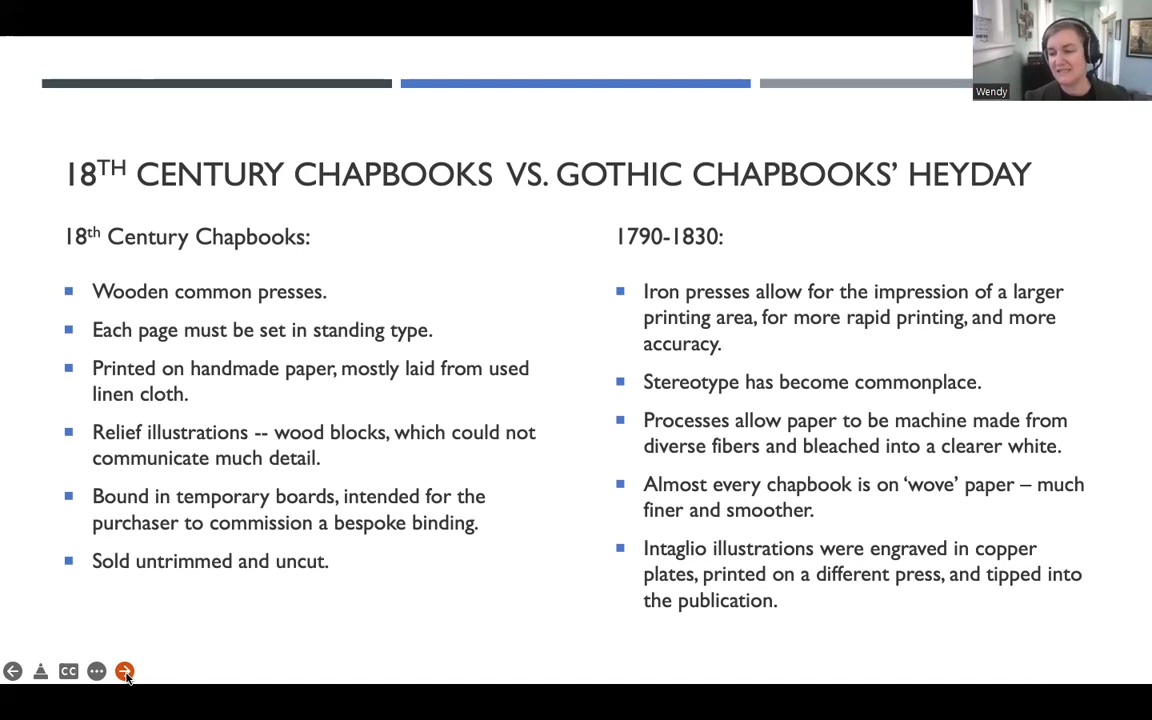 Wendy
18TH CENTURY CHAPBOOKS VS. GOTHIC CHAPBOOKS’ HEYDAY
18th Century Chapbooks:
Wooden common presses.
Each page must be set in standing type.
Printed on handmade paper, mostly laid from used
linen cloth.
Relief illustrations -- wood blocks, which could not
communicate much detail.
Bound in temporary boards, intended for the
purchaser to commission a bespoke binding.
Sold untrimmed and uncut.
1790-1830:
Iron presses allow for the impression of a larger
printing area, for more rapid printing, and more
accuracy.
Stereotype has become commonplace.
Processes allow paper to be machine made from
diverse fibers and bleached into a clearer white.
Almost every chapbook is on ‘wove’ paper – much
finer and smoother.
Intaglio illustrations were engraved in copper
plates, printed on a different press, and tipped into
the publication.
CC